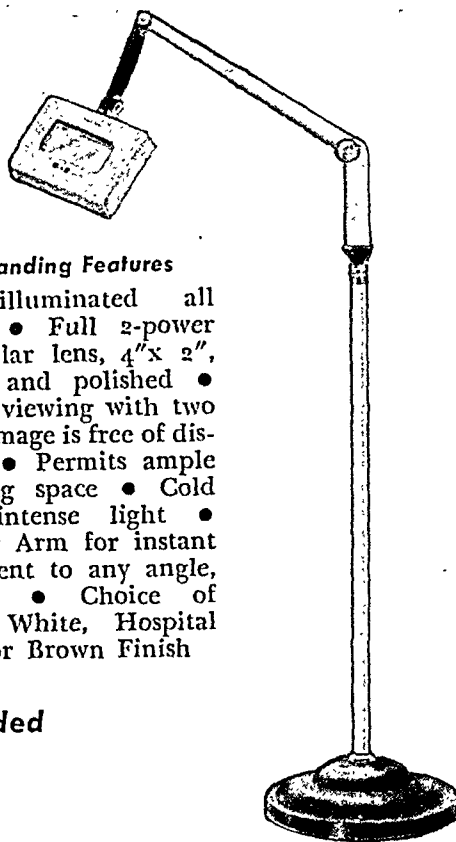 anding Features
illuminated all
● Full 2-power
lar lens, 4"x 2",
and polished ●
viewing with two
mage is free of dis-
● Permits ample
g space ● Cold
intense light ●
Arm for instant
ent to any angle,
● Choice of
White, Hospital
or Brown Finish
ded